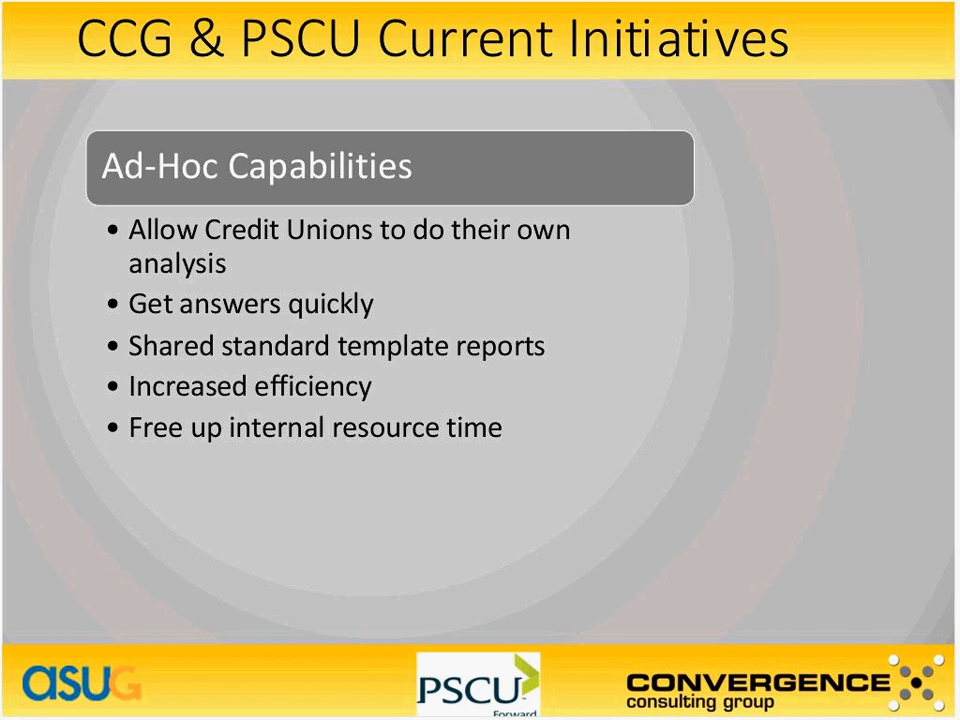 CCG & PSCU Current Initiatives
Ad-Hoc Capabilities
• Allow Credit Unions to do their own
analysis
• Get answers quickly
• Shared standard template reports
• Increased efficiency
• Free up internal resource time
asUG
PSCU
Forward
CONVERGENCE
consulting group